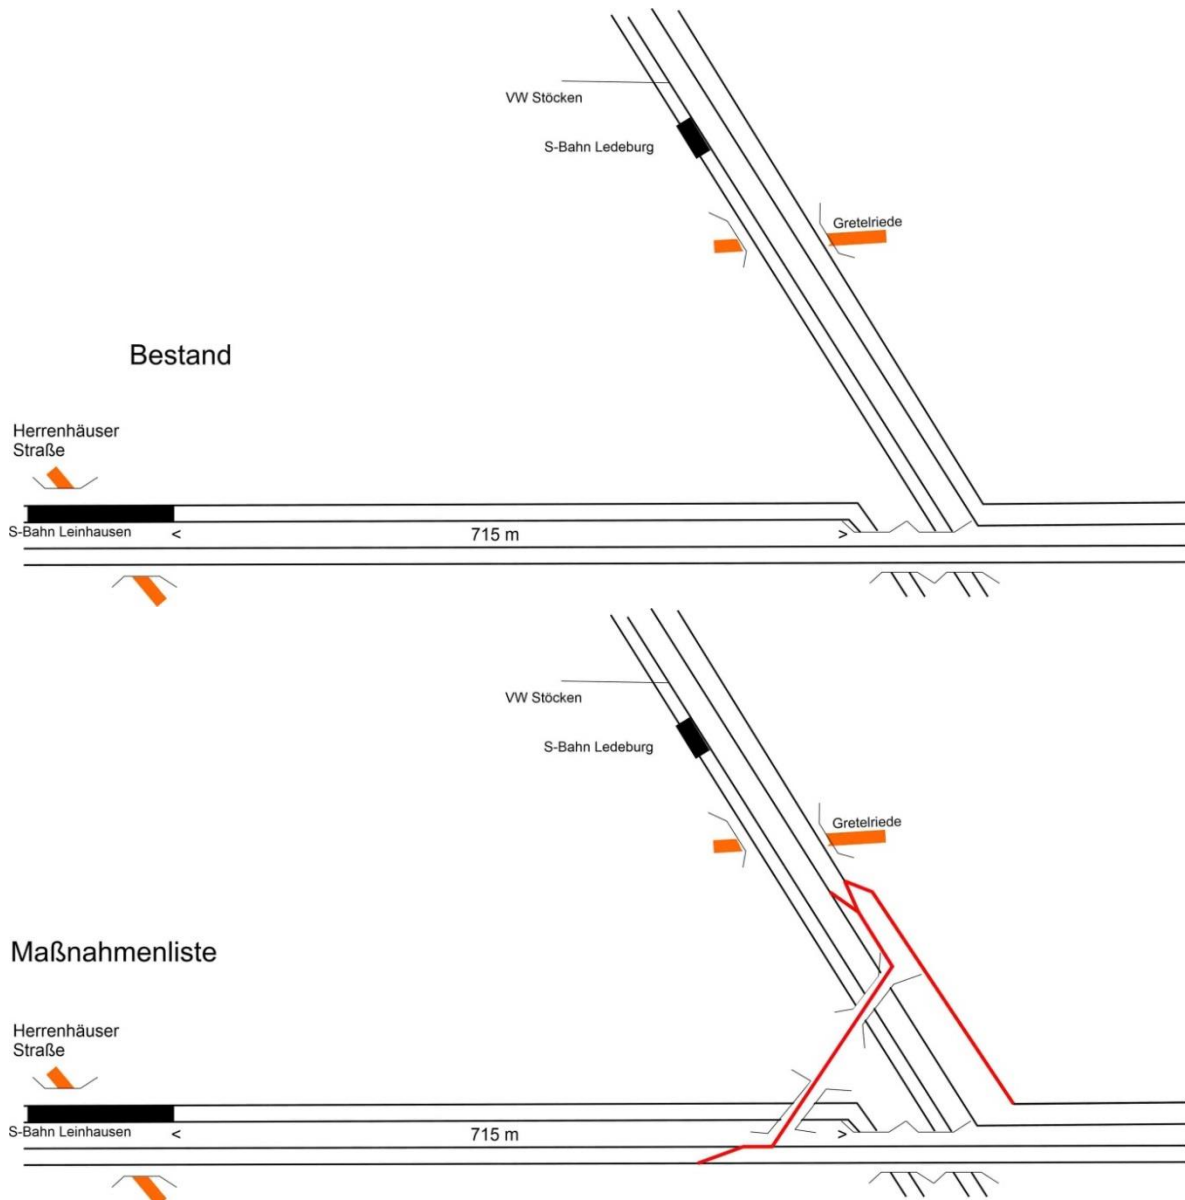 VW Stöcken
S-Bahn Ledeburg
Gretelriede
Bestand
Herrenhäuser
Straße
S-Bahn Leinhausen
< 715 m >
VW Stöcken
S-Bahn Ledeburg
Gretelriede
Maßnahmenliste
Herrenhäuser
Straße
S-Bahn Leinhausen
< 715 m >